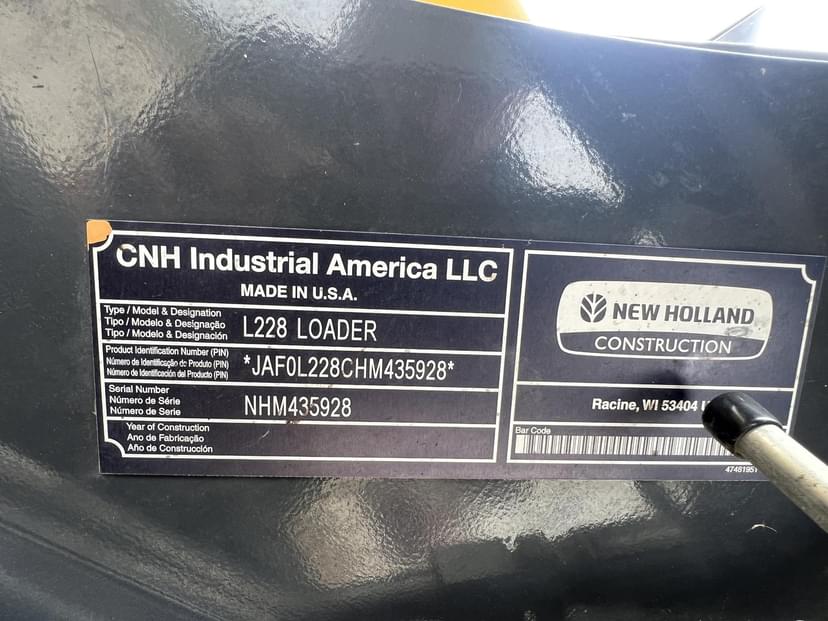 CNH Industrial America LLC
MADE IN U.S.A.
Type / Model & Designation
Tipo / Modelo & Designação
Tipo / Modelo & Designación
L228 LOADER
Product Identification Number (PIN)
Número de Identificação do Produto (PIN)
Número de Identificación del Producto (PIN)
*JAF0L228CHM435928*
Serial Number
Número de Série
Número de Serie
NHM435928
Year of Construction
Ano de Fabricação
Año de Construcción
NEW HOLLAND
CONSTRUCTION
Racine, WI 53404
Bar Code